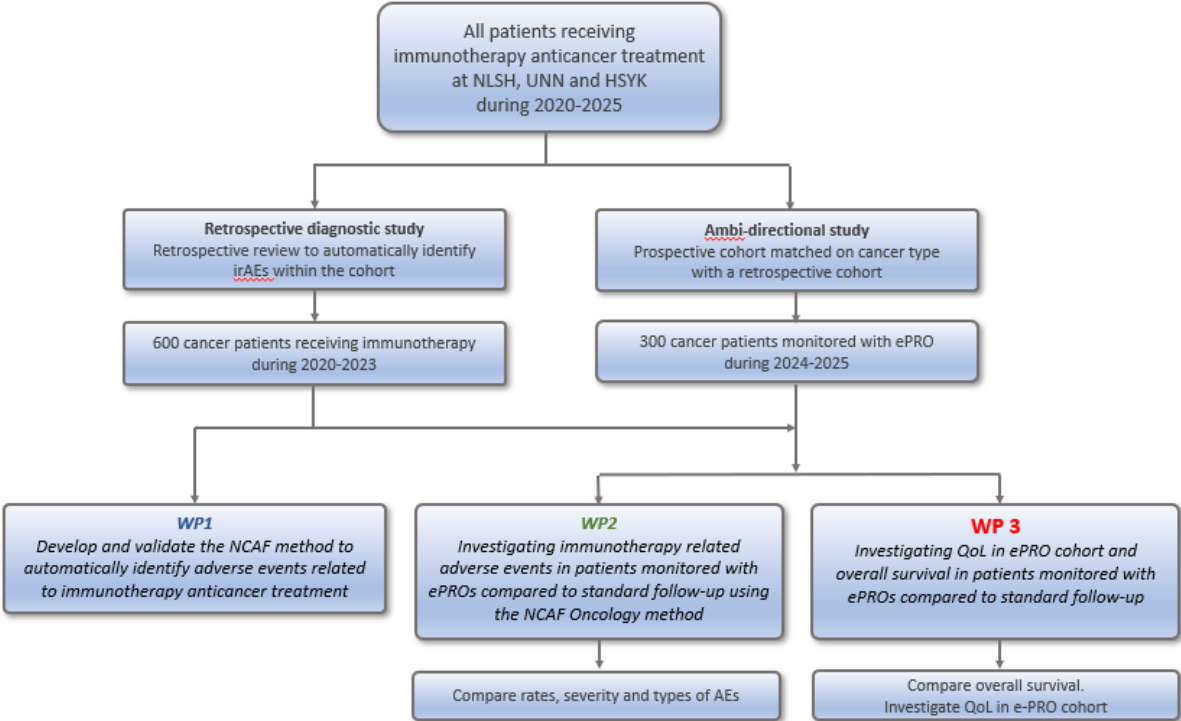 All patients receiving
immunotherapy anticancer treatment
at NLSH, UNN and HSYK
during 2020-2025
Retrospective diagnostic study
Retrospective review to automatically identify
irAEs within the cohort
Ambi-directional study
Prospective cohort matched on cancer type
with a retrospective cohort
600 cancer patients receiving immunotherapy
during 2020-2023
300 cancer patients monitored with ePRO
during 2024-2025
WP1
Develop and validate the NCAF method to
automatically identify adverse events related
to immunotherapy anticancer treatment
WP2
Investigating immunotherapy related
adverse events in patients monitored with
ePROs compared to standard follow-up using
the NCAF Oncology method
WP 3
Investigating QoL in ePRO cohort and
overall survival in patients monitored with
ePROs compared to standard follow-up
Compare rates, severity and types of AEs
Compare overall survival.
Investigate QoL in e-PRO cohort